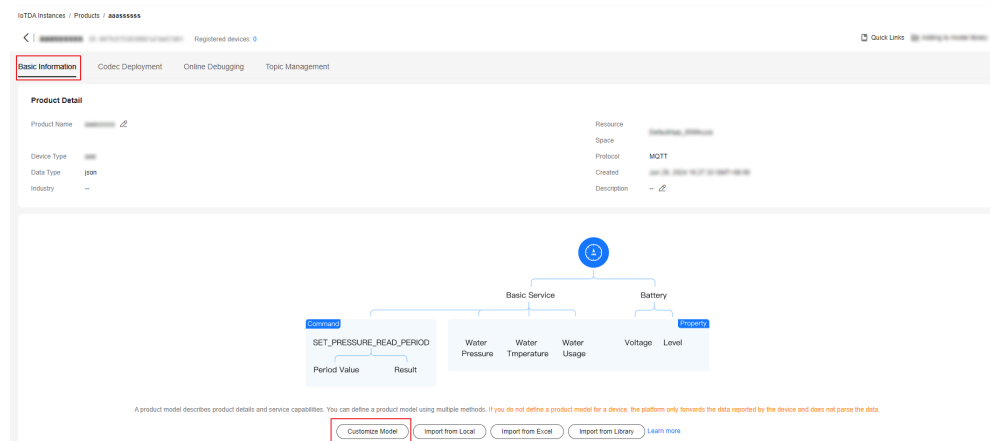 IoTDA Instances / Products / aaassssss
Registered devices: 0
Quick Links
Basic Information Codec Deployment Online Debugging Topic Management
Product Detail
Product Name
Resource Space
Device Type
Protocol MQTT
Data Type json
Created
Industry --
Description --
Basic Service Battery
Command
Property
SET_PRESSURE_READ_PERIOD
Water Pressure
Water Tmperature
Water Usage
Voltage Level
Period Value Result
A product model describes product details and service capabilities. You can define a product model using multiple methods. If you do not define a product model for a device, the platform only forwards the data reported by the device and does not parse the data.
Customize Model Import from Local Import from Excel Import from Library Learn more